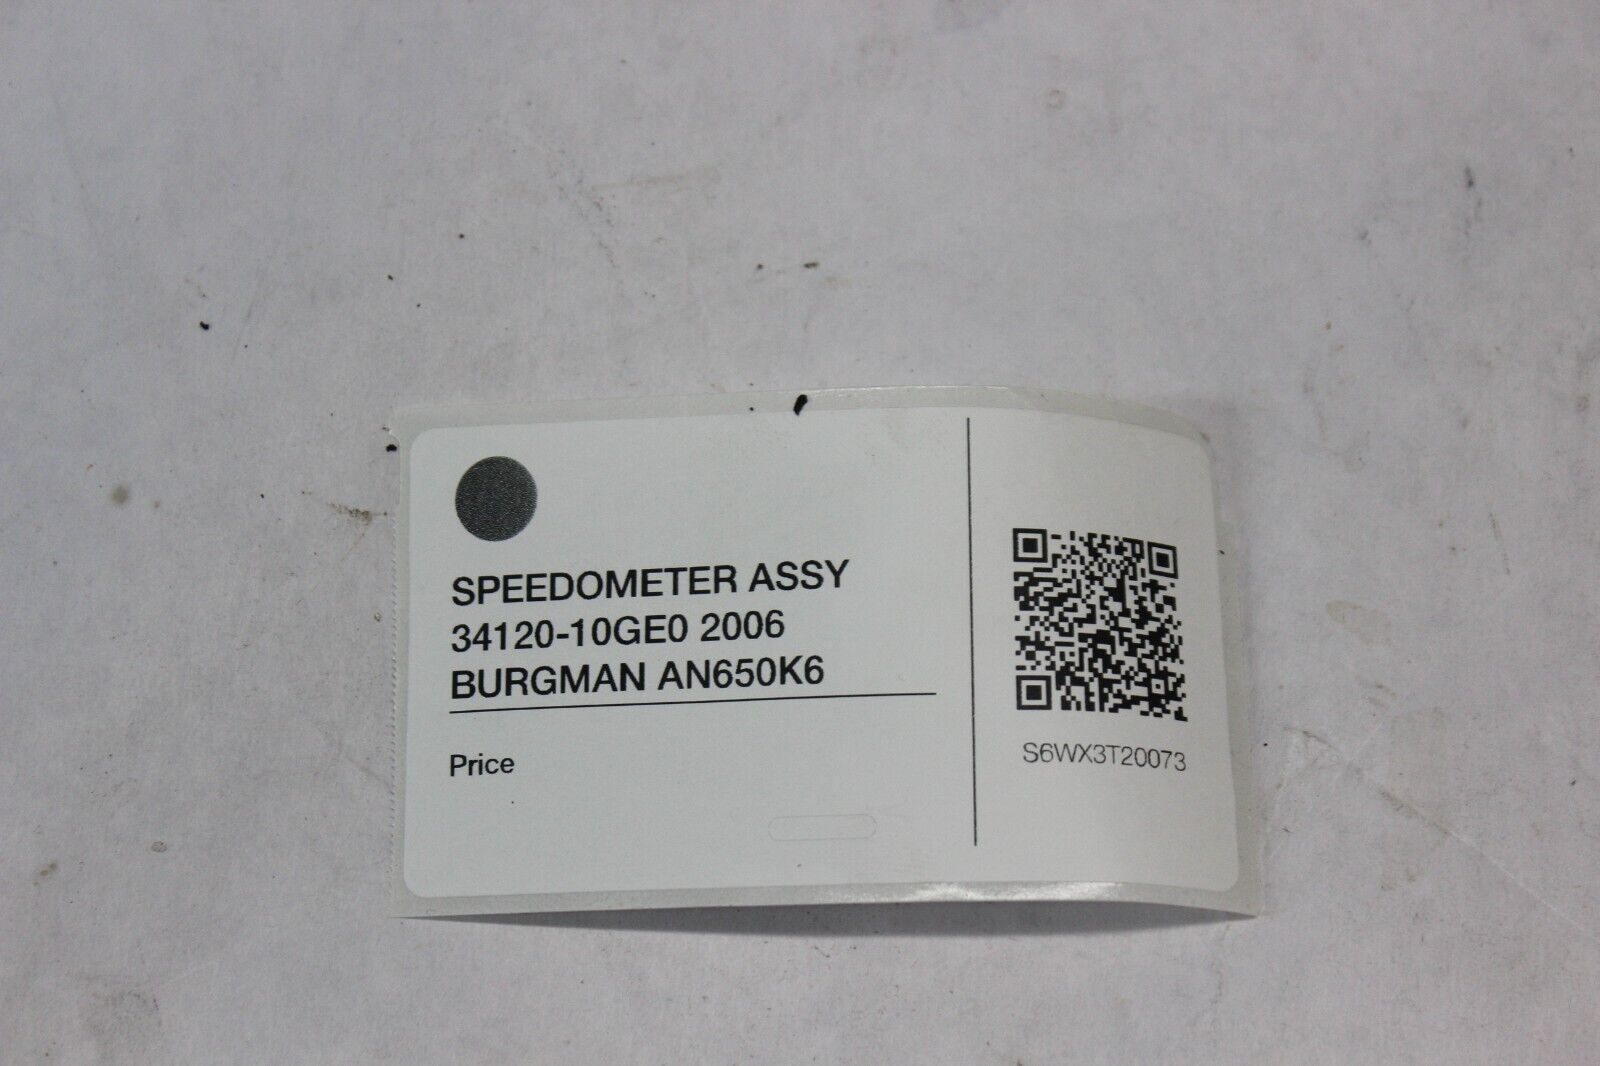 SPEEDOMETER ASSY
34120-10GE0 2006
BURGMAN AN650K6
Price
S6WX3T20073